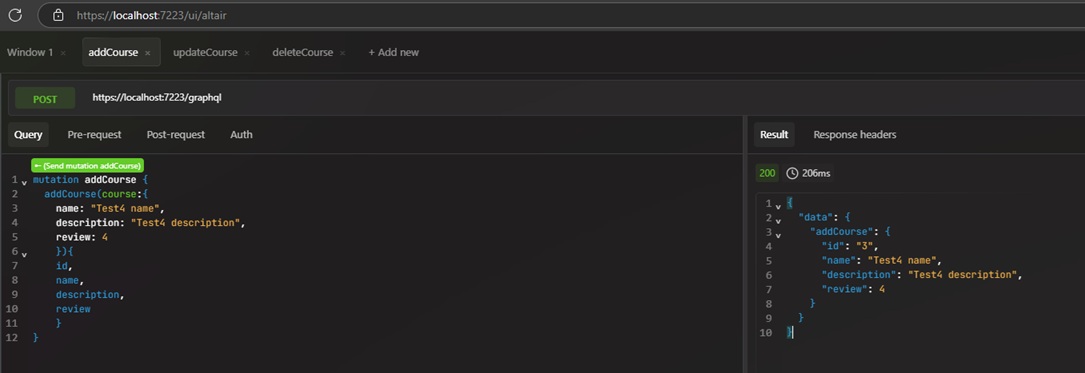 https://localhost:7223/ui/altair
Window 1 × addCourse × updateCourse × deleteCourse × + Add new
POST https://localhost:7223/graphql
Query Pre-request Post-request Auth
← (Send mutation addCourse)
1 mutation addCourse {
2 addCourse(course:{
3 name: "Test4 name",
4 description: "Test4 description",
5 review: 4
6 }){
7 id,
8 name,
9 description,
10 review
11 }
12 }
Result Response headers
200 206ms
1 {
2 "data": {
3 "addCourse": {
4 "id": "3",
5 "name": "Test4 name",
6 "description": "Test4 description",
7 "review": 4
8 }
9 }
10 }